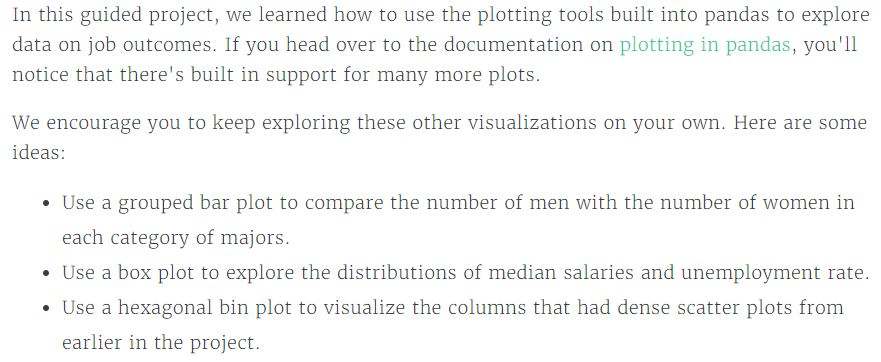 In this guided project, we learned how to use the plotting tools built into pandas to explore
data on job outcomes. If you head over to the documentation on plotting in pandas, you'll
notice that there's built in support for many more plots.
We encourage you to keep exploring these other visualizations on your own. Here are some
ideas:
• Use a grouped bar plot to compare the number of men with the number of women in
each category of majors.
• Use a box plot to explore the distributions of median salaries and unemployment rate.
• Use a hexagonal bin plot to visualize the columns that had dense scatter plots from
earlier in the project.